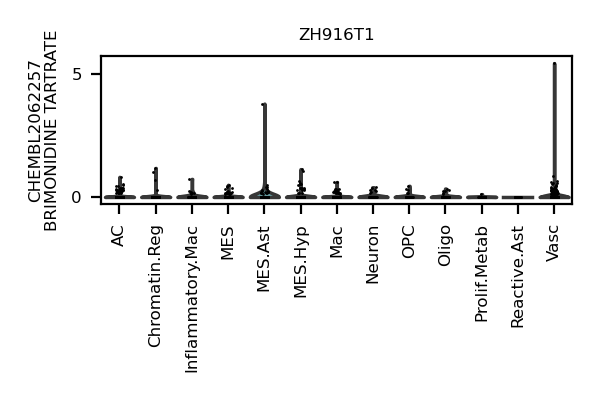 ZH916T1
CHEMBL2062257
BRIMONIDINE TARTRATE
5
0
AC
Chromatin.Reg
Inflammatory.Mac
MES
MES.Ast
MES.Hyp
Mac
Neuron
OPC
Oligo
Prolif.Metab
Reactive.Ast
Vasc